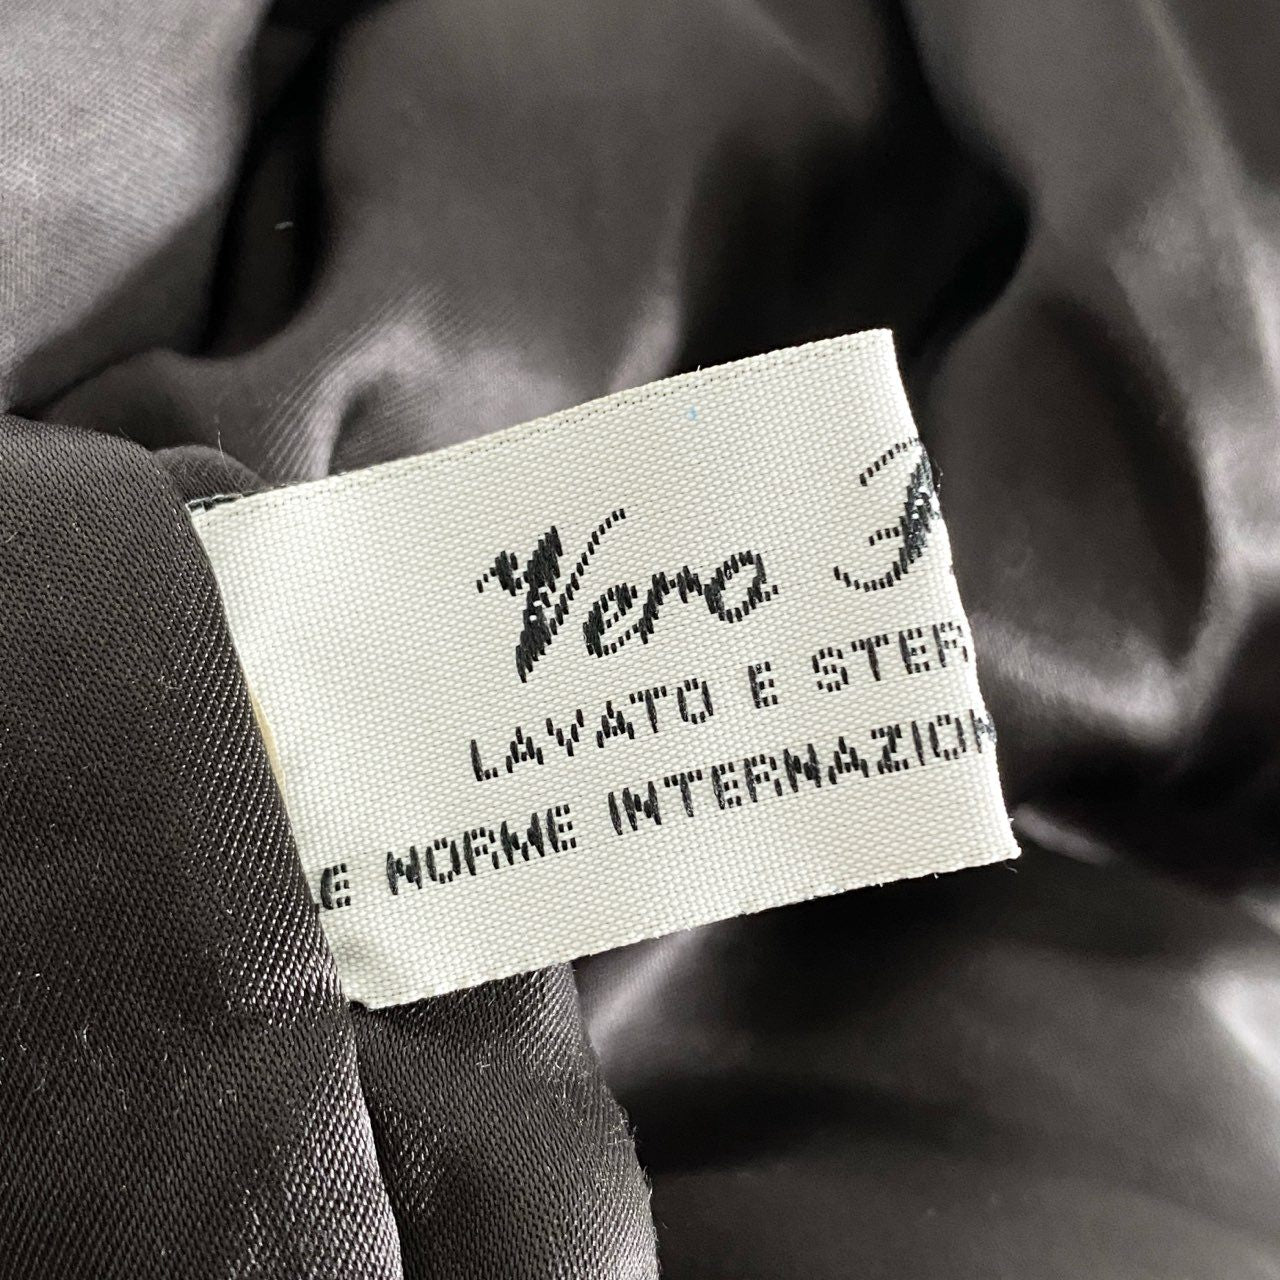 Vero
LAVATO E STER
E NORME INTERNAZION